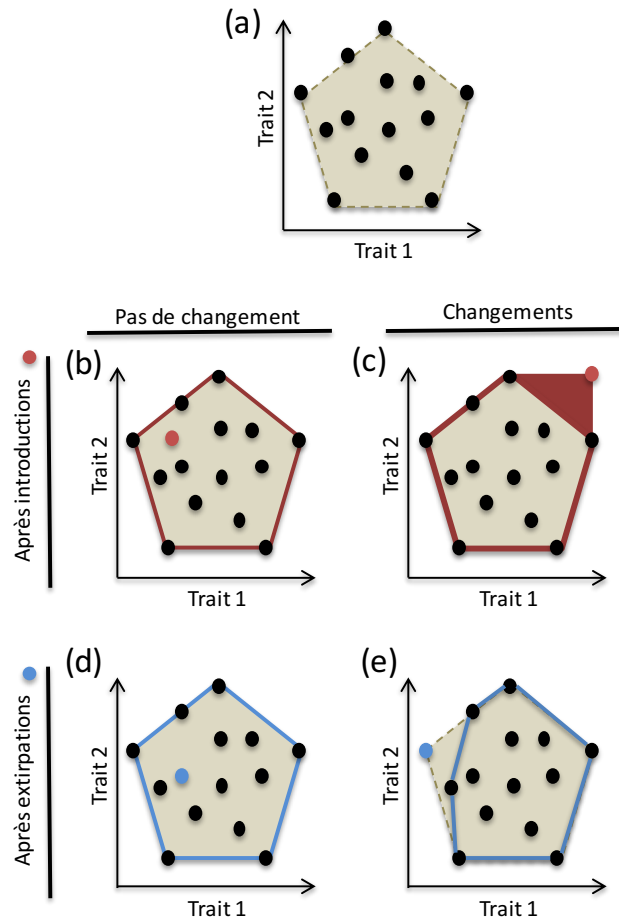 (a)
Trait 2
Trait 1
Pas de changement
Changements
Après introductions
(b)
Trait 2
Trait 1
(c)
Trait 2
Trait 1
Après extirpations
(d)
Trait 2
Trait 1
(e)
Trait 2
Trait 1